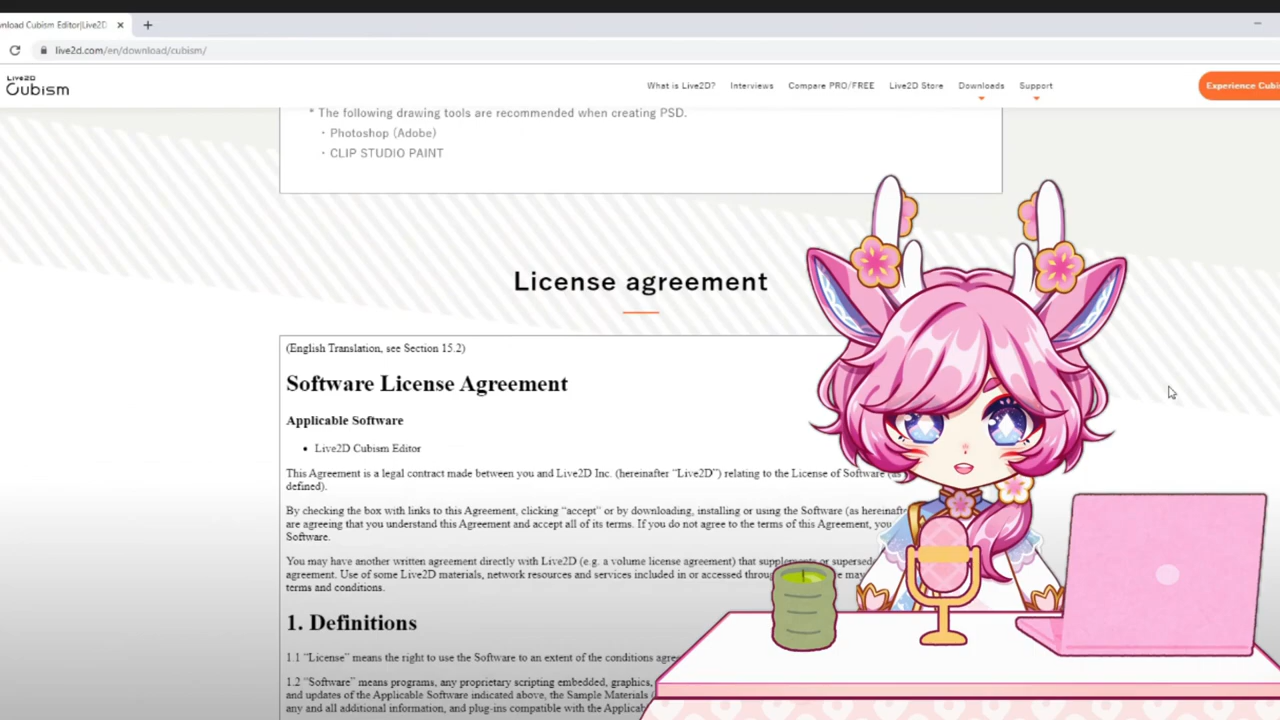 nload Cubism Editor|Live2D
live2d.com/en/download/cubism/
Live2D
Cubism
What is Live2D?
Interviews
Compare PRO/FREE
Live2D Store
Downloads
Support
Experience Cubi
* The following drawing tools are recommended when creating PSD.
・Photoshop (Adobe)
・CLIP STUDIO PAINT
License agreement
(English Translation, see Section 15.2)
Software License Agreement
Applicable Software
• Live2D Cubism Editor
This Agreement is a legal contract made between you and Live2D Inc. (hereinafter “Live2D”) relating to the License of Software (as
defined).
By checking the box with links to this Agreement, clicking “accept” or by downloading, installing or using the Software (as hereinafte
are agreeing that you understand this Agreement and accept all of its terms. If you do not agree to the terms of this Agreement, you
Software.
You may have another written agreement directly with Live2D (e.g. a volume license agreement) that supplements or supersed
agreement. Use of some Live2D materials, network resources and services included in or accessed throu may
terms and conditions.
1. Definitions
1.1 “License” means the right to use the Software to an extent of the conditions agre
1.2 “Software” means programs, any proprietary scripting embedded, graphics,
and updates of the Applicable Software indicated above, the Sample Materials (
any and all additional information, and plug-ins compatible with the Applicab